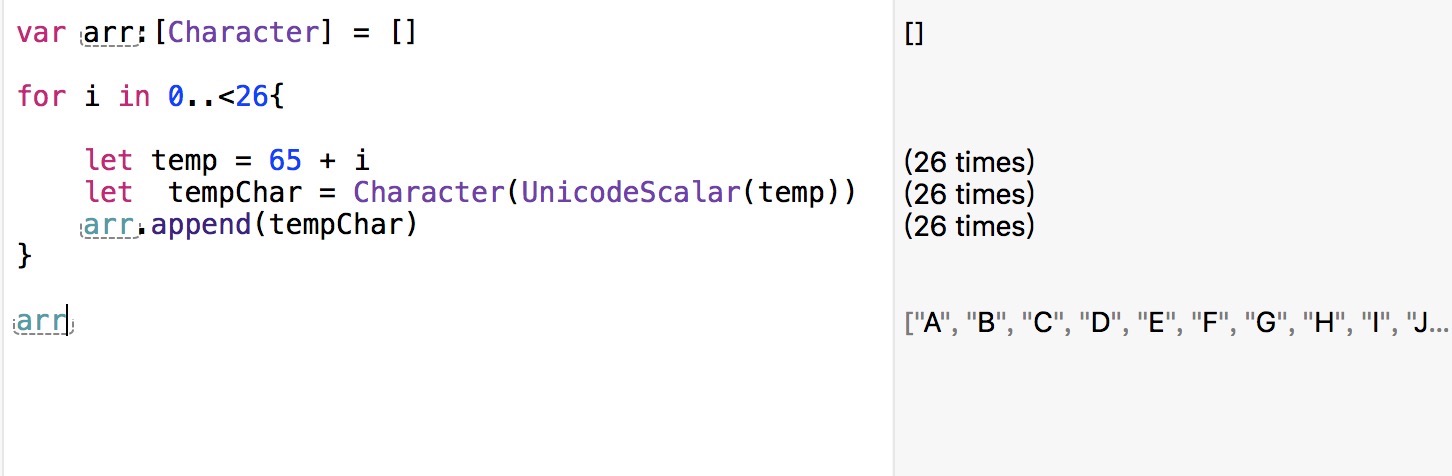 var arr:[Character] = []	[]
for i in 0..<26{
let temp = 65 + i	(26 times)
let  tempChar = Character(UnicodeScalar(temp))	(26 times)
arr.append(tempChar)	(26 times)
}
arr	["A", "B", "C", "D", "E", "F", "G", "H", "I", "J...